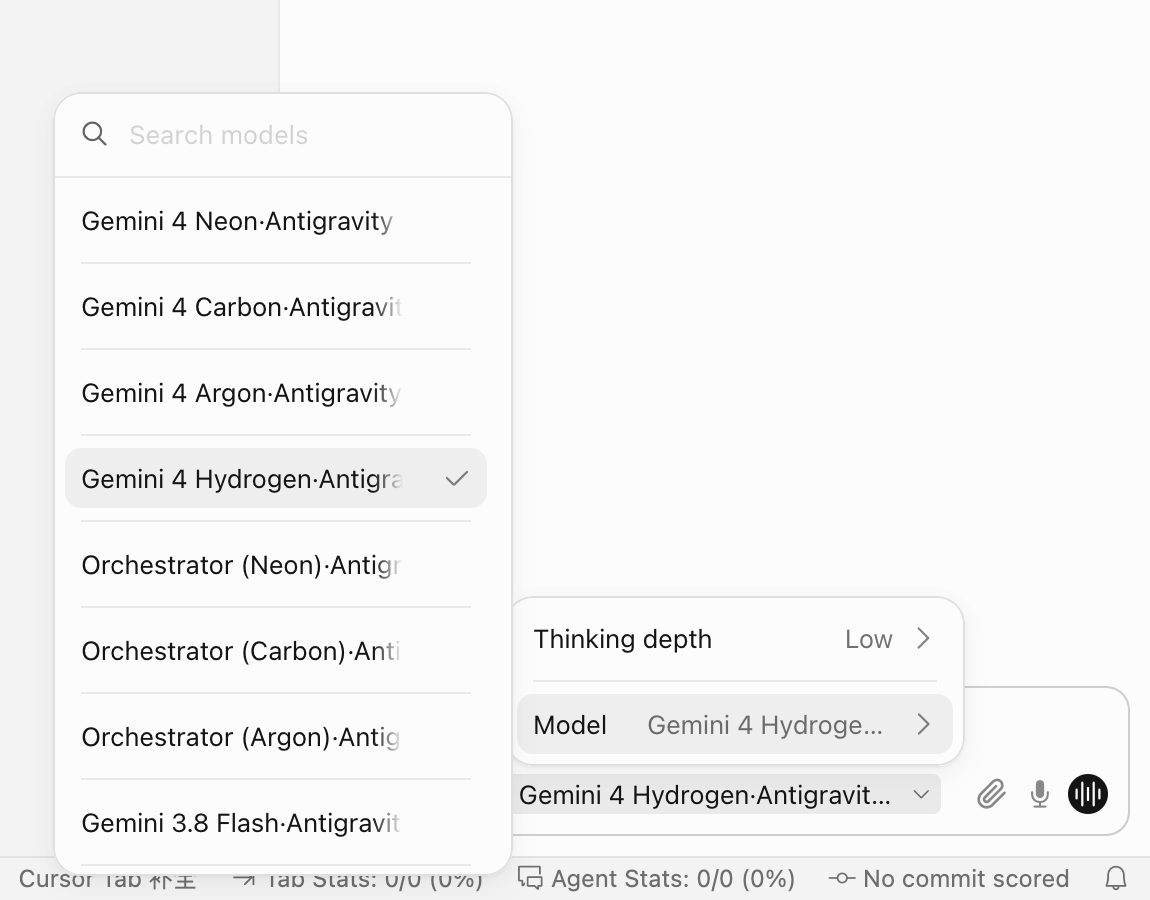 Search models
Gemini 4 Neon·Antigravity
Gemini 4 Carbon·Antigravit
Gemini 4 Argon·Antigravity
Gemini 4 Hydrogen·Antigra
Orchestrator (Neon)·Antigr
Orchestrator (Carbon)·Anti
Orchestrator (Argon)·Antig
Gemini 3.8 Flash·Antigravit
Thinking depth Low
Model Gemini 4 Hydroge...
Gemini 4 Hydrogen·Antigravit...
Cursor Tab 补全 Tab Stats: 0/0 (0%) Agent Stats: 0/0 (0%) No commit scored